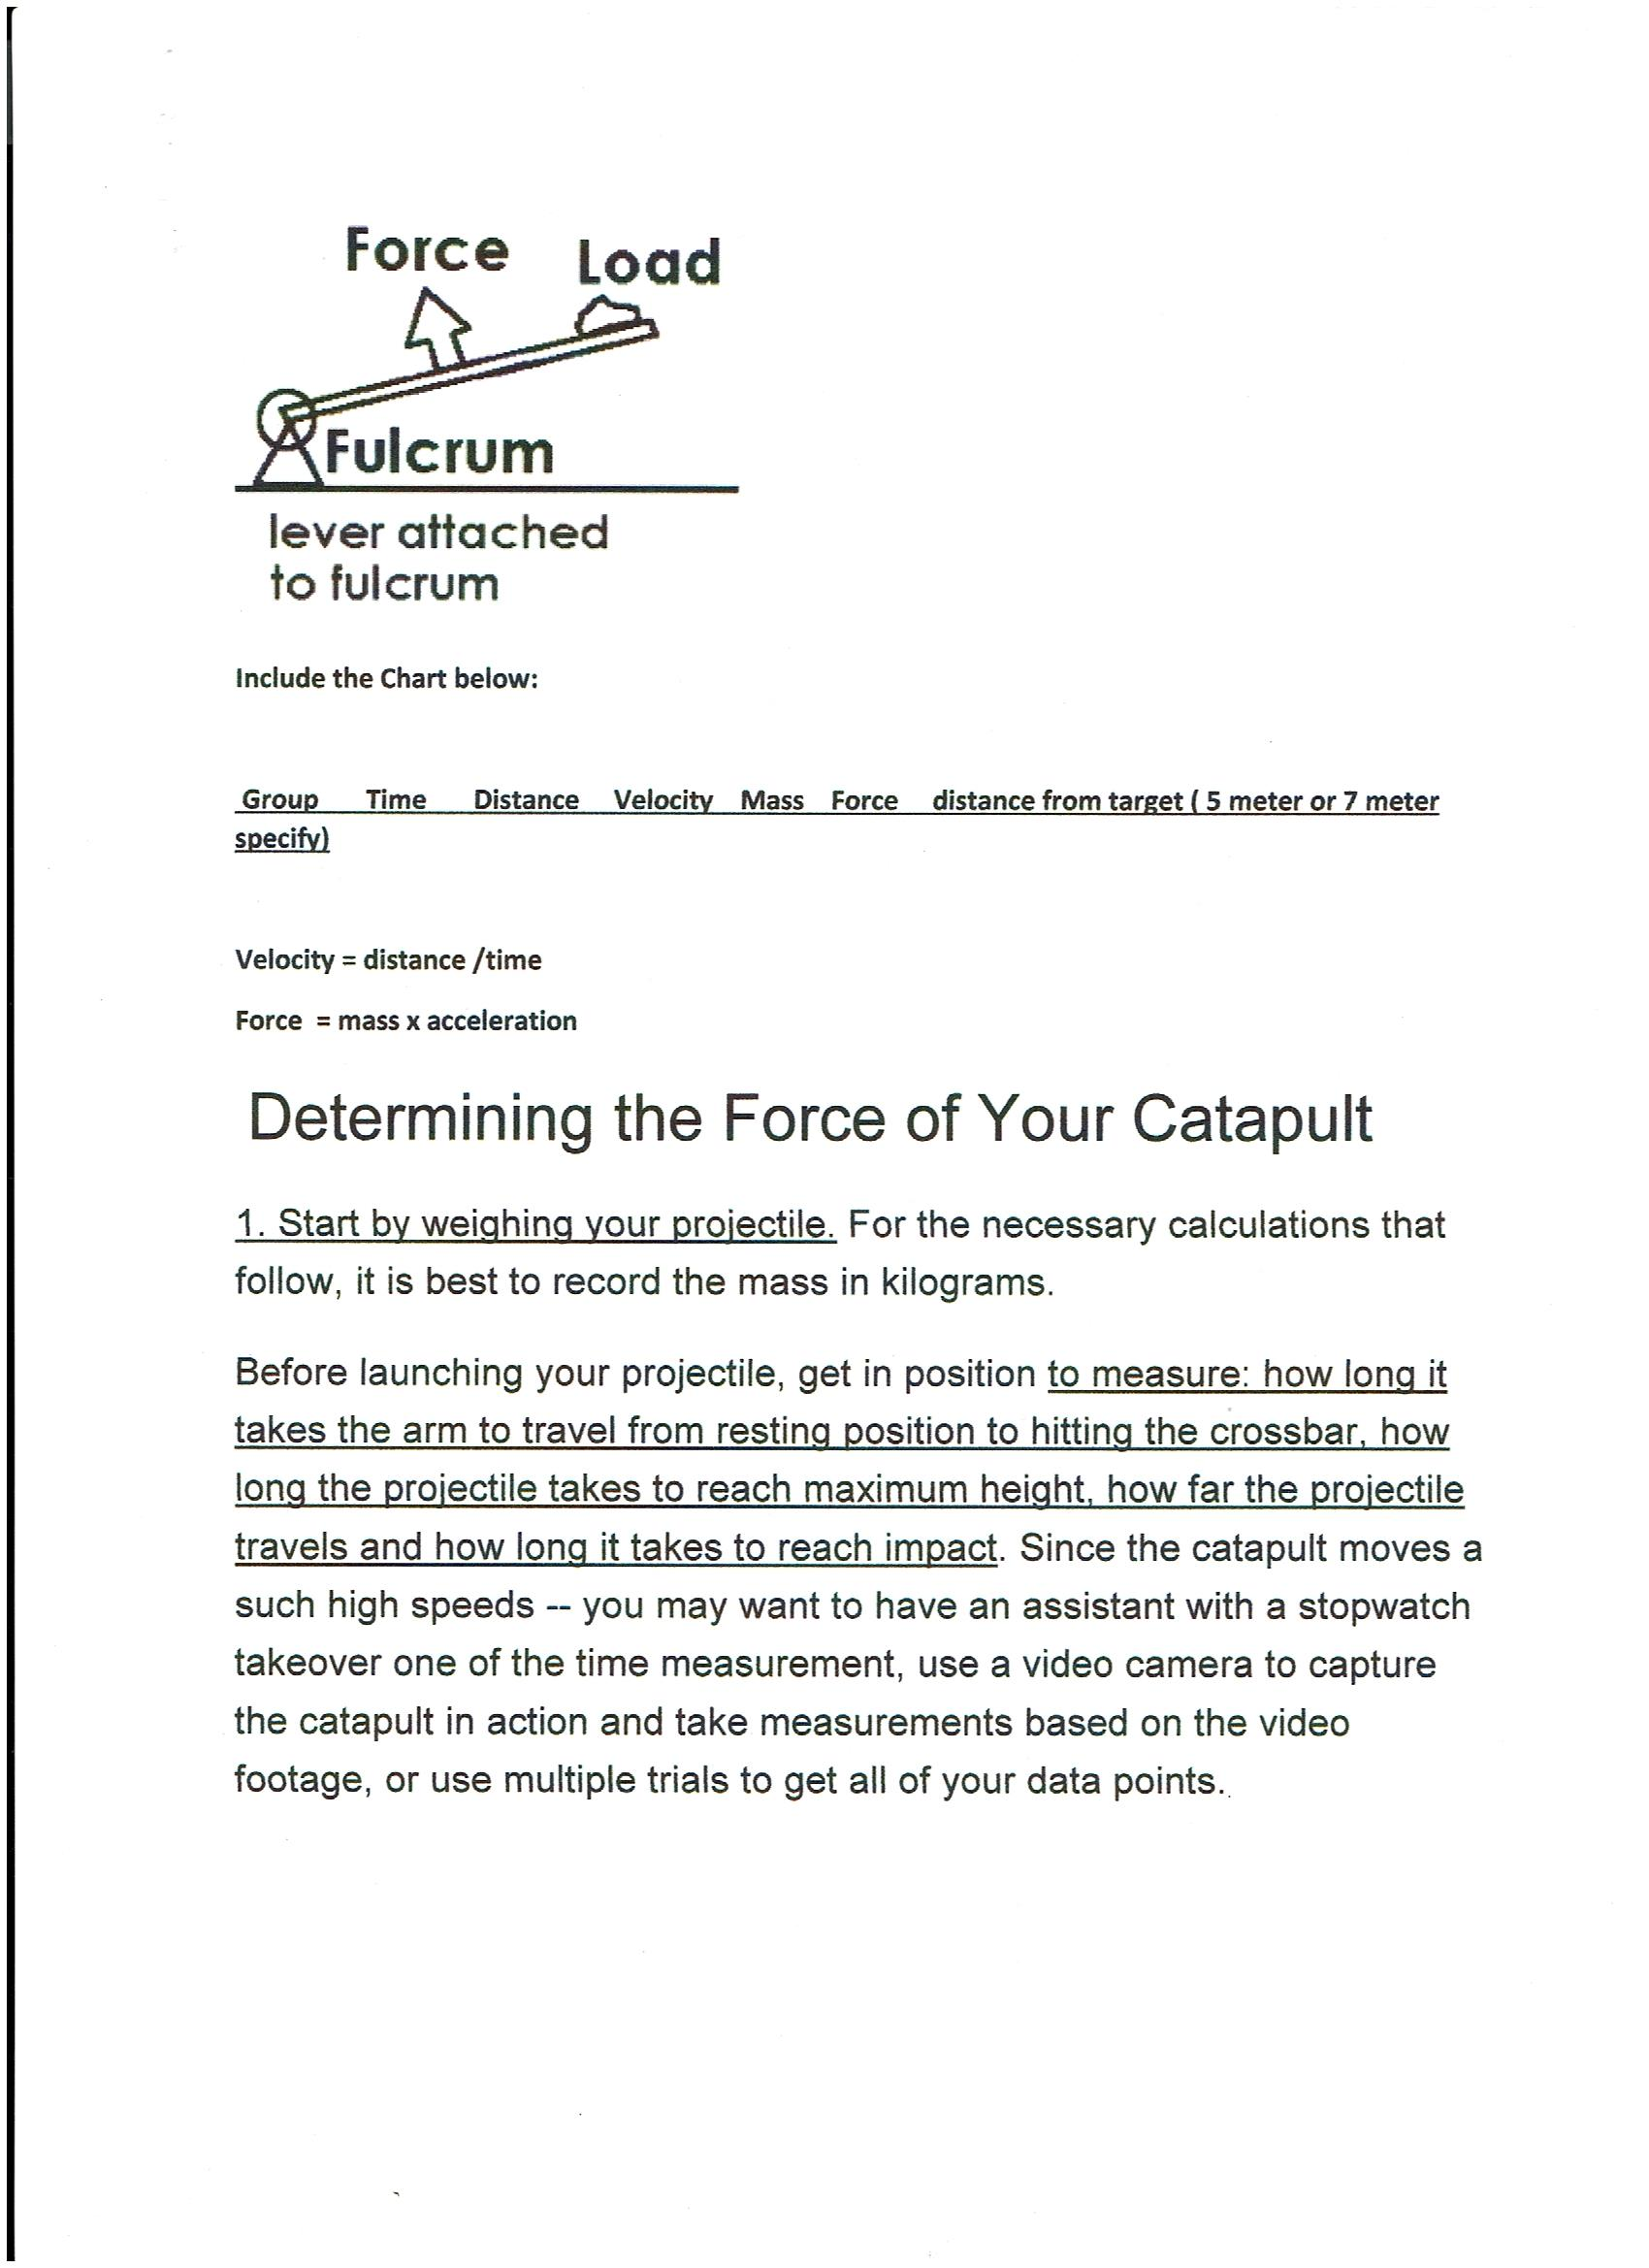 Force Load
Fulcrum
lever attached
to fulcrum
Include the Chart below:
Group Time Distance Velocity Mass Force distance from target ( 5 meter or 7 meter
specify)
Velocity = distance /time
Force = mass x acceleration
Determining the Force of Your Catapult
1. Start by weighing your projectile. For the necessary calculations that
follow, it is best to record the mass in kilograms.
Before launching your projectile, get in position to measure: how long it
takes the arm to travel from resting position to hitting the crossbar, how
long the projectile takes to reach maximum height, how far the projectile
travels and how long it takes to reach impact. Since the catapult moves a
such high speeds -- you may want to have an assistant with a stopwatch
takeover one of the time measurement, use a video camera to capture
the catapult in action and take measurements based on the video
footage, or use multiple trials to get all of your data points..